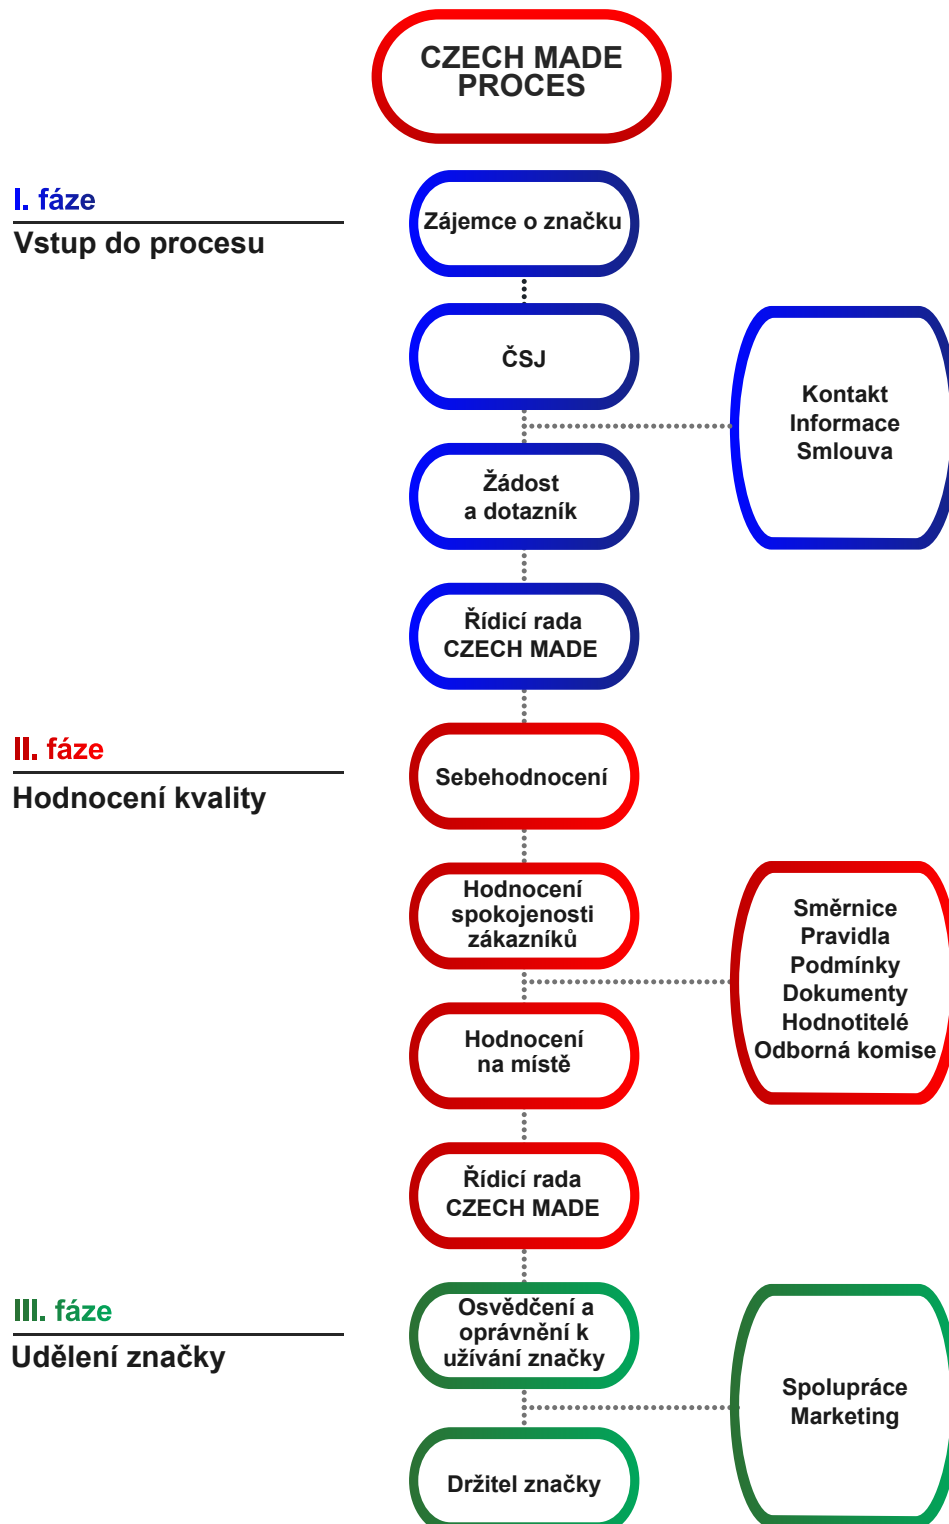 CZECH MADE
PROCES
I. fáze
Vstup do procesu
Zájemce o značku
ČSJ
Kontakt
Informace
Smlouva
Žádost
a dotazník
Řídicí rada
CZECH MADE
II. fáze
Hodnocení kvality
Sebehodnocení
Hodnocení
spokojenosti
zákazníků
Směrnice
Pravidla
Podmínky
Dokumenty
Hodnotitelé
Odborná komise
Hodnocení
na místě
Řídicí rada
CZECH MADE
III. fáze
Udělení značky
Osvědčení a
oprávnění k
užívání značky
Spolupráce
Marketing
Držitel značky